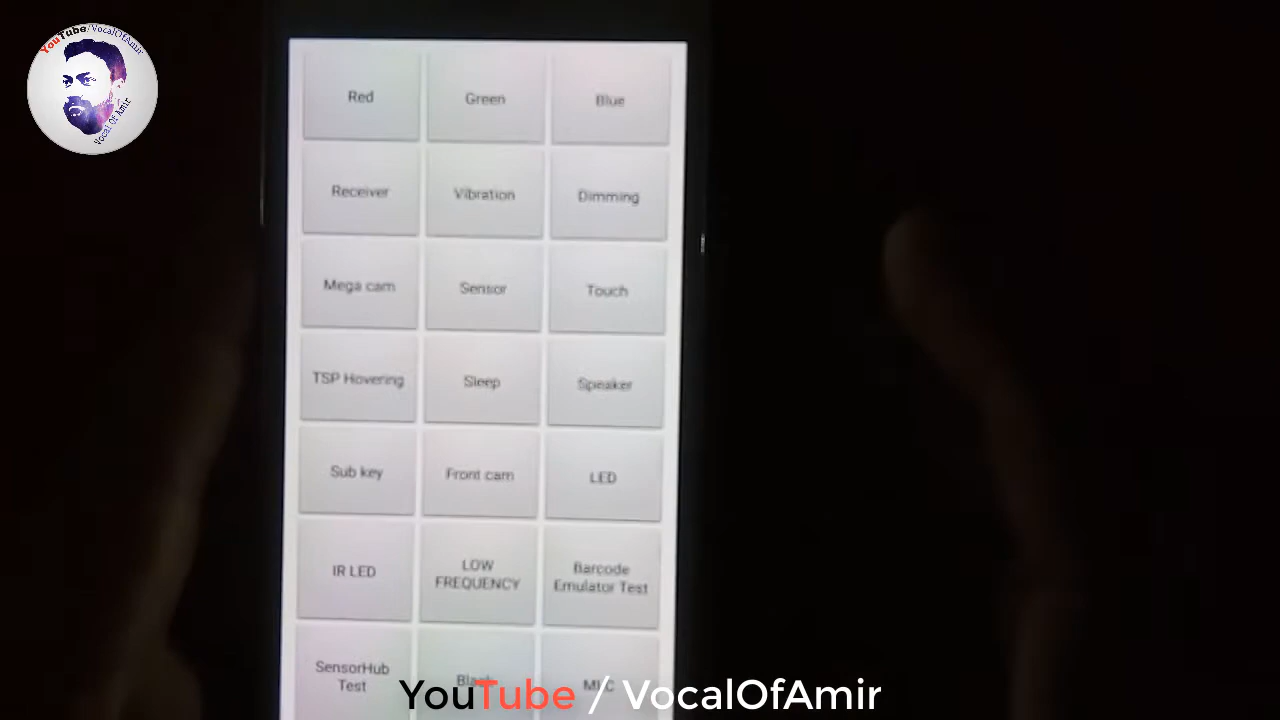 YouTube/VocalOfAmir
Vocal Of Amir
Red
Green
Blue
Receiver
Vibration
Dimming
Mega cam
Sensor
Touch
TSP Hovering
Sleep
Speaker
Sub key
Front cam
LED
IR LED
LOW
FREQUENCY
Barcode
Emulator Test
SensorHub
Test
YouTube / VocalOfAmir